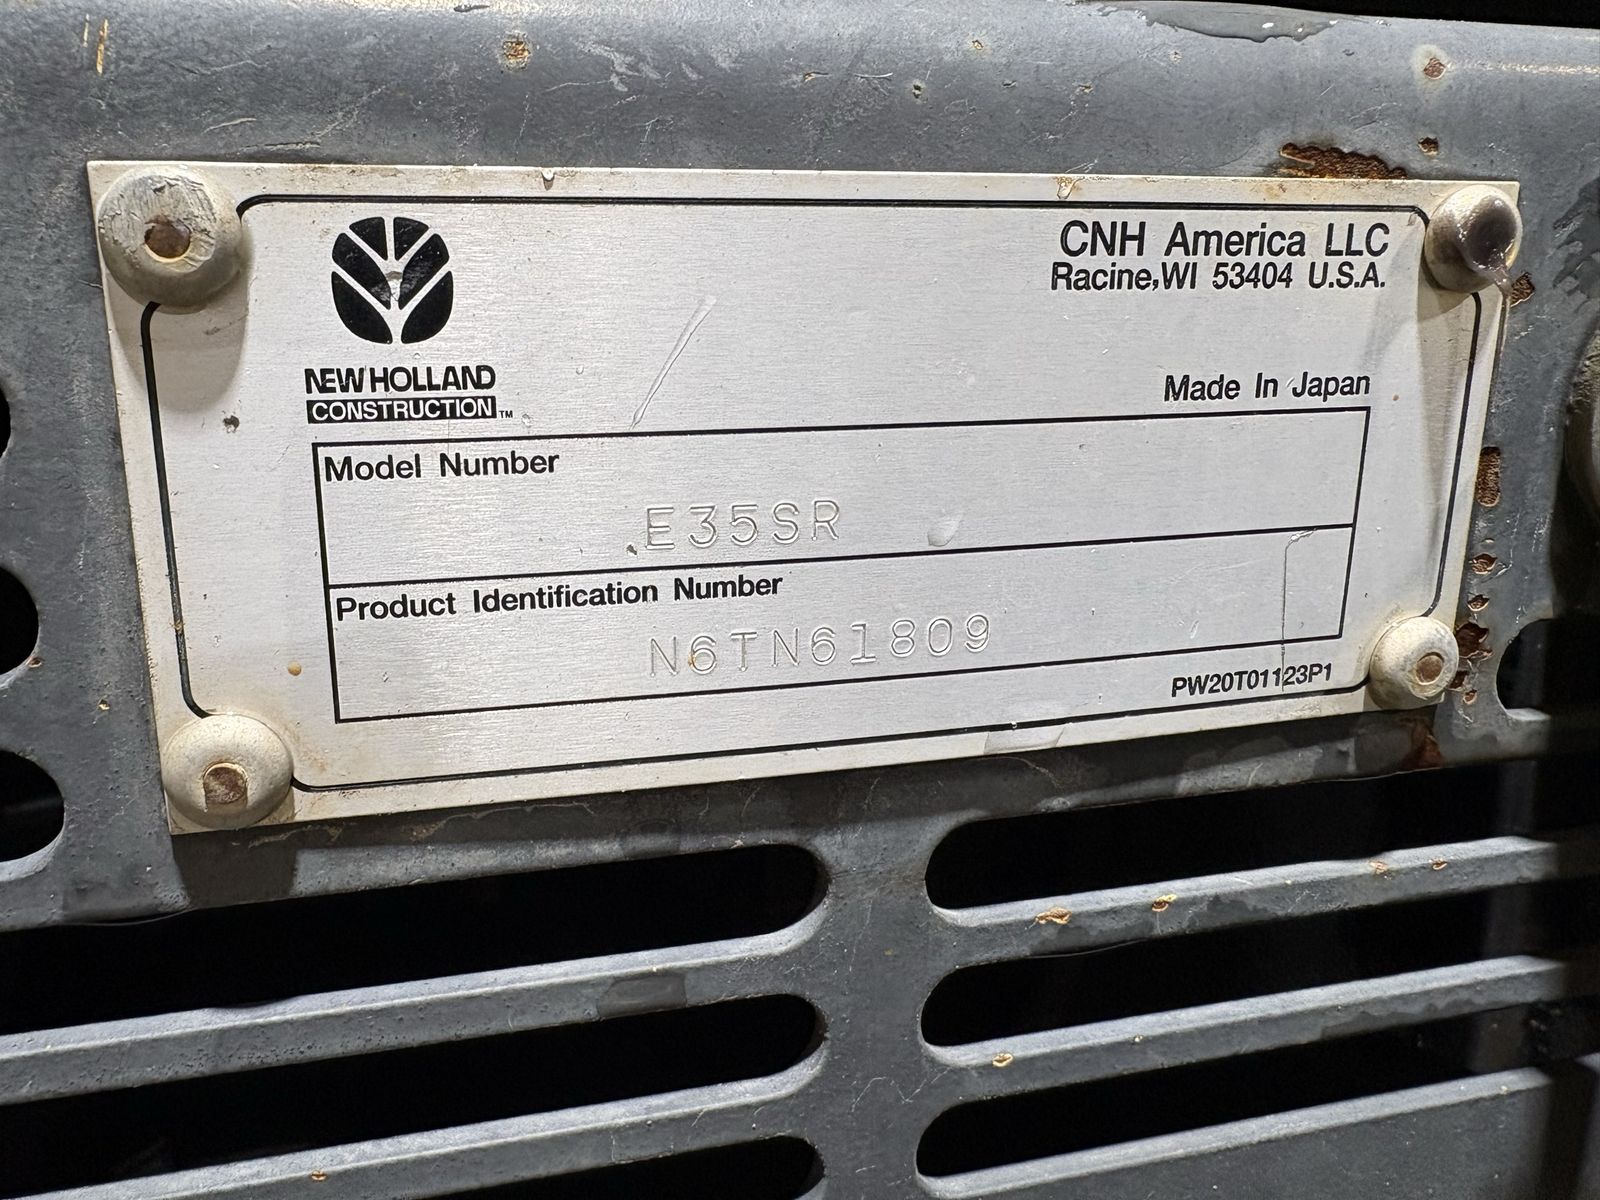 CNH America LLC
Racine,WI 53404 U.S.A.
NEW HOLLAND
CONSTRUCTION™
Made In Japan
Model Number
E35SR
Product Identification Number
N6TN61809
PW20T01123P1